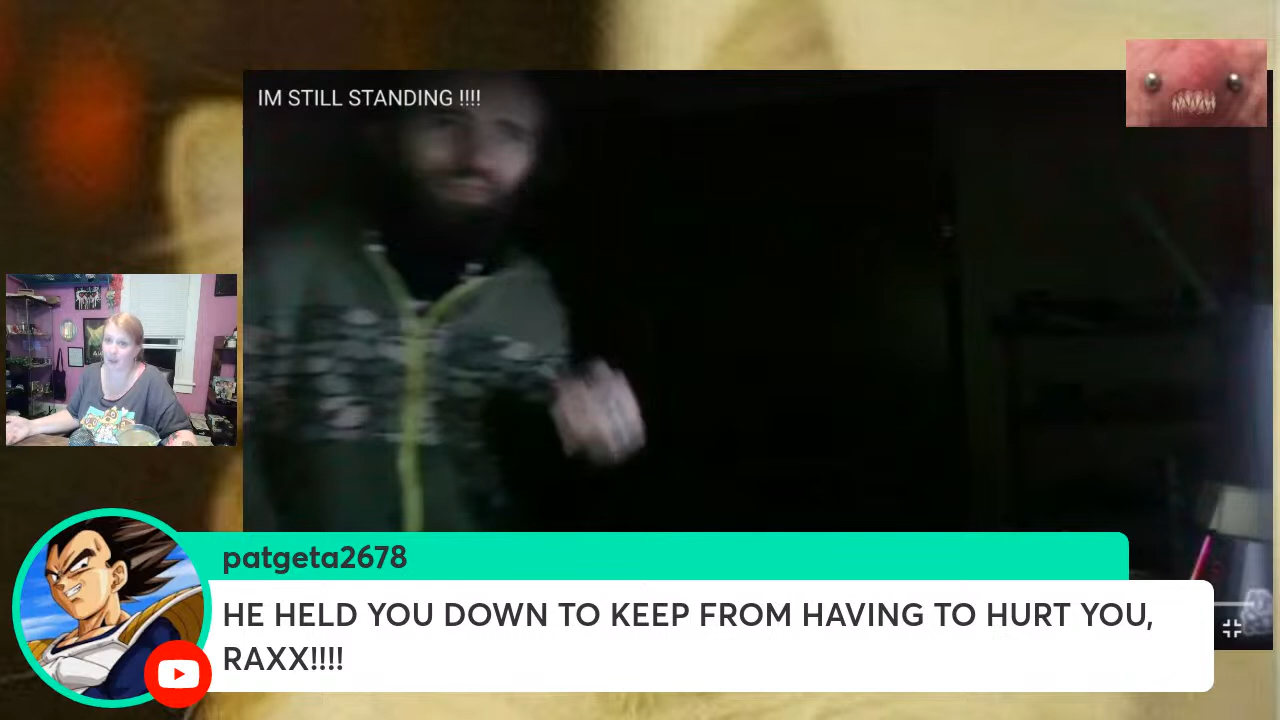 IM STILL STANDING !!!!
patgeta2678
HE HELD YOU DOWN TO KEEP FROM HAVING TO HURT YOU,
RAXX!!!!